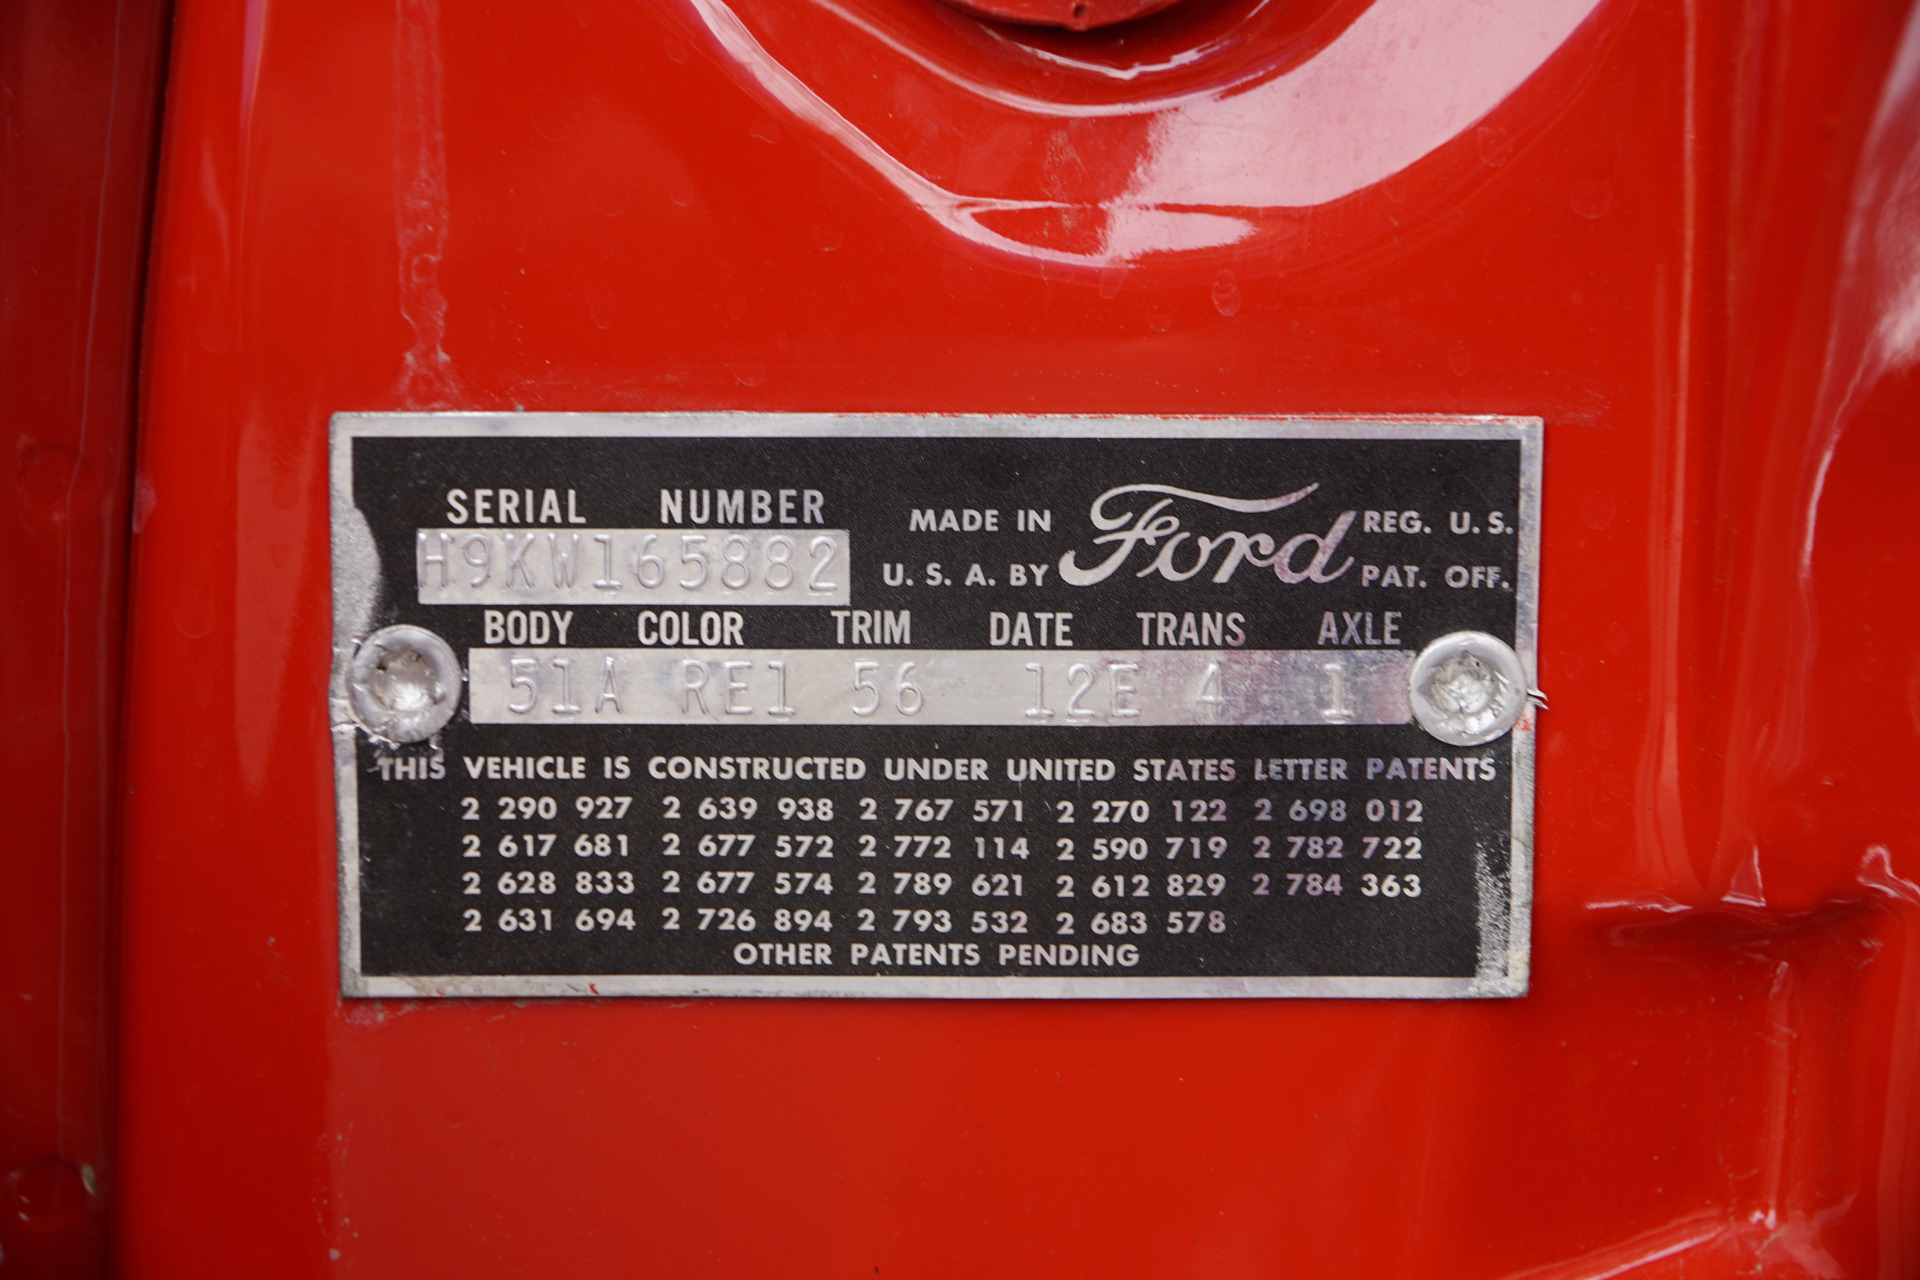 SERIAL NUMBER
H9KW165882
MADE IN
U. S. A. BY
Ford
REG. U. S.
PAT. OFF.
BODY COLOR TRIM DATE TRANS AXLE
51A RE1 56 12E 4 1
THIS VEHICLE IS CONSTRUCTED UNDER UNITED STATES LETTER PATENTS
2 290 927 2 639 938 2 767 571 2 270 122 2 698 012
2 617 681 2 677 572 2 772 114 2 590 719 2 782 722
2 628 833 2 677 574 2 789 621 2 612 829 2 784 363
2 631 694 2 726 894 2 793 532 2 683 578
OTHER PATENTS PENDING